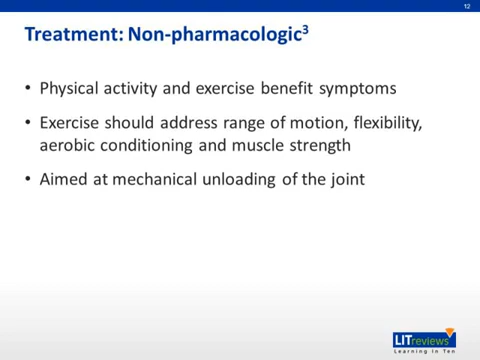 12
Treatment: Non-pharmacologic3
• Physical activity and exercise benefit symptoms
• Exercise should address range of motion, flexibility,
aerobic conditioning and muscle strength
• Aimed at mechanical unloading of the joint
LITreviews
Learning in Ten